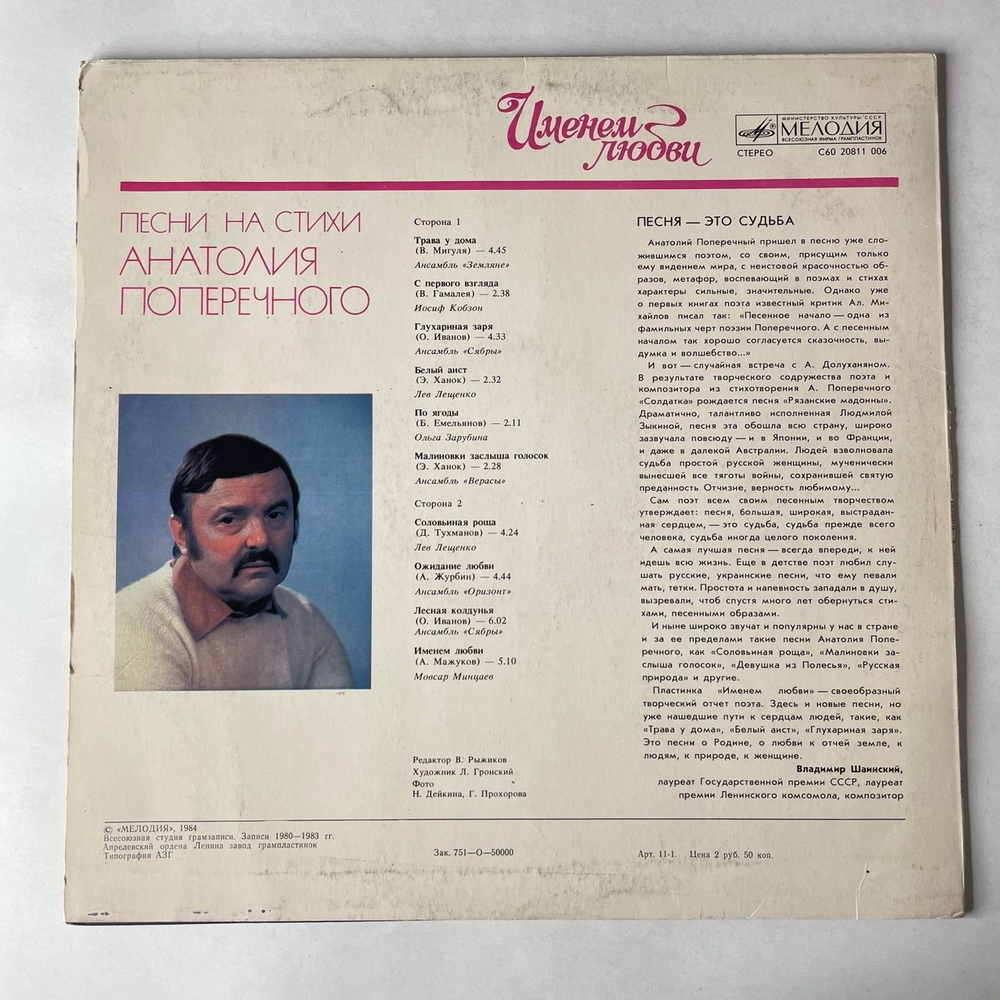 Именем
любви
МИНИСТЕРСТВО КУЛЬТУРЫ СССР
МЕЛОДИЯ
ВСЕСОЮЗНАЯ ФИРМА ГРАМПЛАСТИНОК
СТЕРЕО С60 20811 006
ПЕСНИ НА СТИХИ
АНАТОЛИЯ
ПОПЕРЕЧНОГО
Сторона 1
Трава у дома
(В. Мигуля) — 4.45
Ансамбль «Земляне»
С первого взгляда
(В. Гамалея) — 2.38
Иосиф Кобзон
Глухариная заря
(О. Иванов) — 4.33
Ансамбль «Сябры»
Белый аист
(Э. Ханок) — 2.32
Лев Лещенко
По ягоды
(Б. Емельянов) — 2.11
Ольга Зарубина
Малиновки заслыша голосок
(Э. Ханок) — 2.28
Ансамбль «Верасы»
Сторона 2
Соловьиная роща
(Д. Тухманов) — 4.24
Лев Лещенко
Ожидание любви
(А. Журбин) — 4.44
Ансамбль «Оризонт»
Лесная колдунья
(О. Иванов) — 6.02
Ансамбль «Сябры»
Именем любви
(А. Мажуков) — 5.10
Мовсар Минцаев
Редактор В. Рыжиков
Художник Л. Гронский
Фото
Н. Дейкина, Г. Прохорова
ПЕСНЯ — ЭТО СУДЬБА
Анатолий Поперечный пришел в песню уже сло-
жившимся поэтом, со своим, присущим только
ему видением мира, с неистовой красочностью об-
разов, метафор, воспевающий в поэмах и стихах
характеры сильные, значительные. Однако уже
о первых книгах поэта известный критик Ал. Ми-
хайлов писал так: «Песенное начало — одна из
фамильных черт поэзии Поперечного. А с песенным
началом так хорошо согласуется сказочность, вы-
думка и волшебство...»
И вот — случайная встреча с А. Долуханяном.
В результате творческого содружества поэта и
композитора из стихотворения А. Поперечного
«Солдатка» рождается песня «Рязанские мадонны».
Драматично, талантливо исполненная Людмилой
Зыкиной, песня эта обошла всю страну, широко
зазвучала повсюду — и в Японии, и во Франции,
и даже в далекой Австралии. Людей взволновала
судьба простой русской женщины, мученически
вынесшей все тяготы войны, сохранившей святую
преданность Отчизне, верность любимому...
Сам поэт всем своим песенным творчеством
утверждает: песня, большая, широкая, выстрадан-
ная сердцем, — это судьба, судьба прежде всего
человека, судьба иногда целого поколения.
А самая лучшая песня — всегда впереди, к ней
идешь всю жизнь. Еще в детстве поэт любил слу-
шать русские, украинские песни, что ему певали
мать, тетки. Простота и напевность западали в душу,
вызревали, чтоб спустя много лет обернуться сти-
хами, песенными образами.
И ныне широко звучат и популярны у нас в стране
и за ее пределами такие песни Анатолия Попе-
речного, как «Соловьиная роща», «Малиновки за-
слыша голосок», «Девушка из Полесья», «Русская
природа» и другие.
Пластинка «Именем любви» — своеобразный
творческий отчет поэта. Здесь и новые песни, но
уже нашедшие пути к сердцам людей, такие, как
«Трава у дома», «Белый аист», «Глухариная заря».
Это песни о Родине, о любви к отчей земле, к
людям, к природе, к женщине.
Владимир Шаинский,
лауреат Государственной премии СССР, лауреат
премии Ленинского комсомола, композитор
© «МЕЛОДИЯ», 1984
Всесоюзная студия грамзаписи. Записи 1980—1983 гг.
Апрелевский ордена Ленина завод грампластинок
Типография АЗГ
Зак. 751—О—50000
Арт. 11-1. Цена 2 руб. 50 коп.